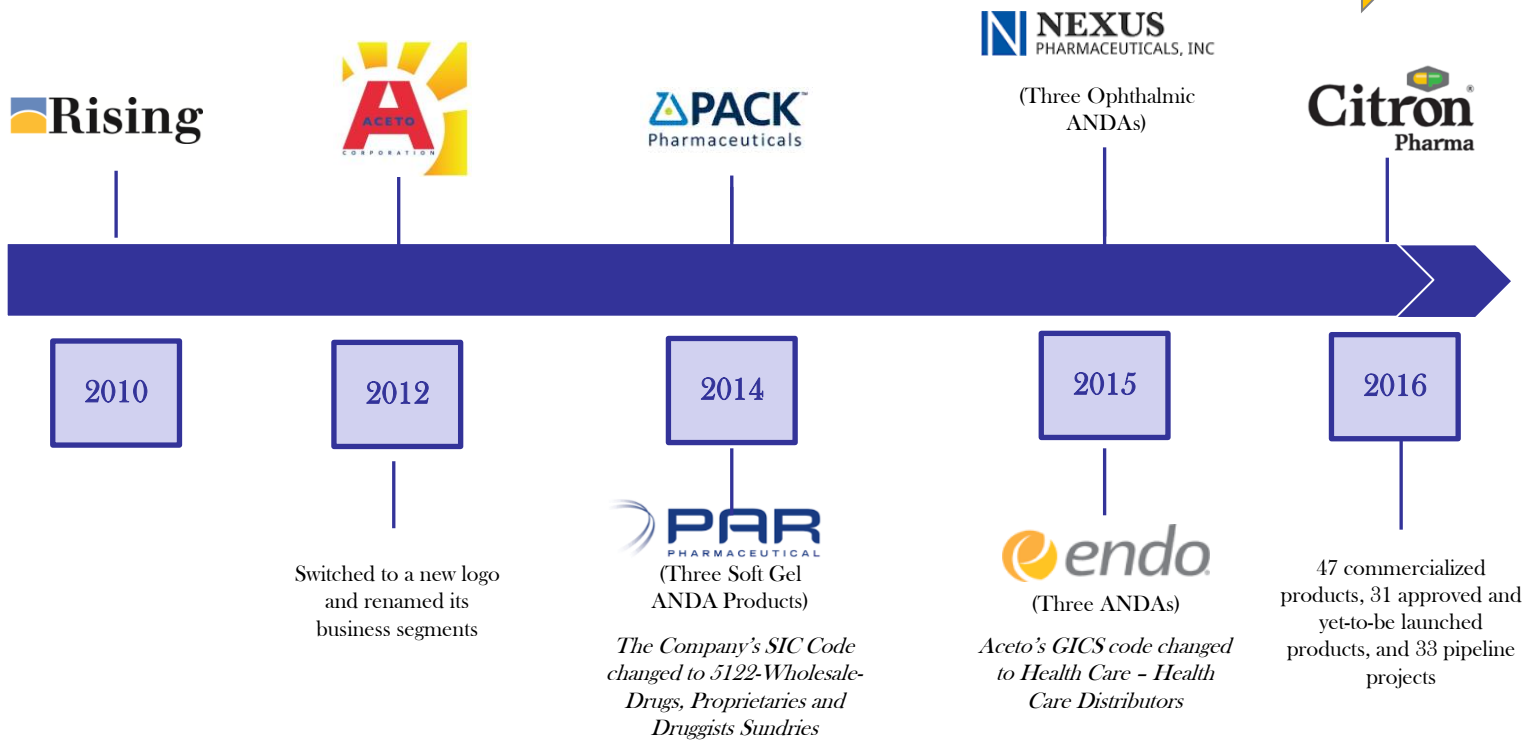 Rising
A
ACETO
CORPORATION
PACK™
Pharmaceuticals
N NEXUS
PHARMACEUTICALS, INC
(Three Ophthalmic
ANDAs)
Citron®
Pharma
2010
2012
2014
2015
2016
Switched to a new logo
and renamed its
business segments
PAR
PHARMACEUTICAL
(Three Soft Gel
ANDA Products)
The Company's SIC Code
changed to 5122-Wholesale-
Drugs, Proprietaries and
Druggists Sundries
endo
(Three ANDAs)
Aceto's GICS code changed
to Health Care – Health
Care Distributors
47 commercialized
products, 31 approved and
yet-to-be launched
products, and 33 pipeline
projects